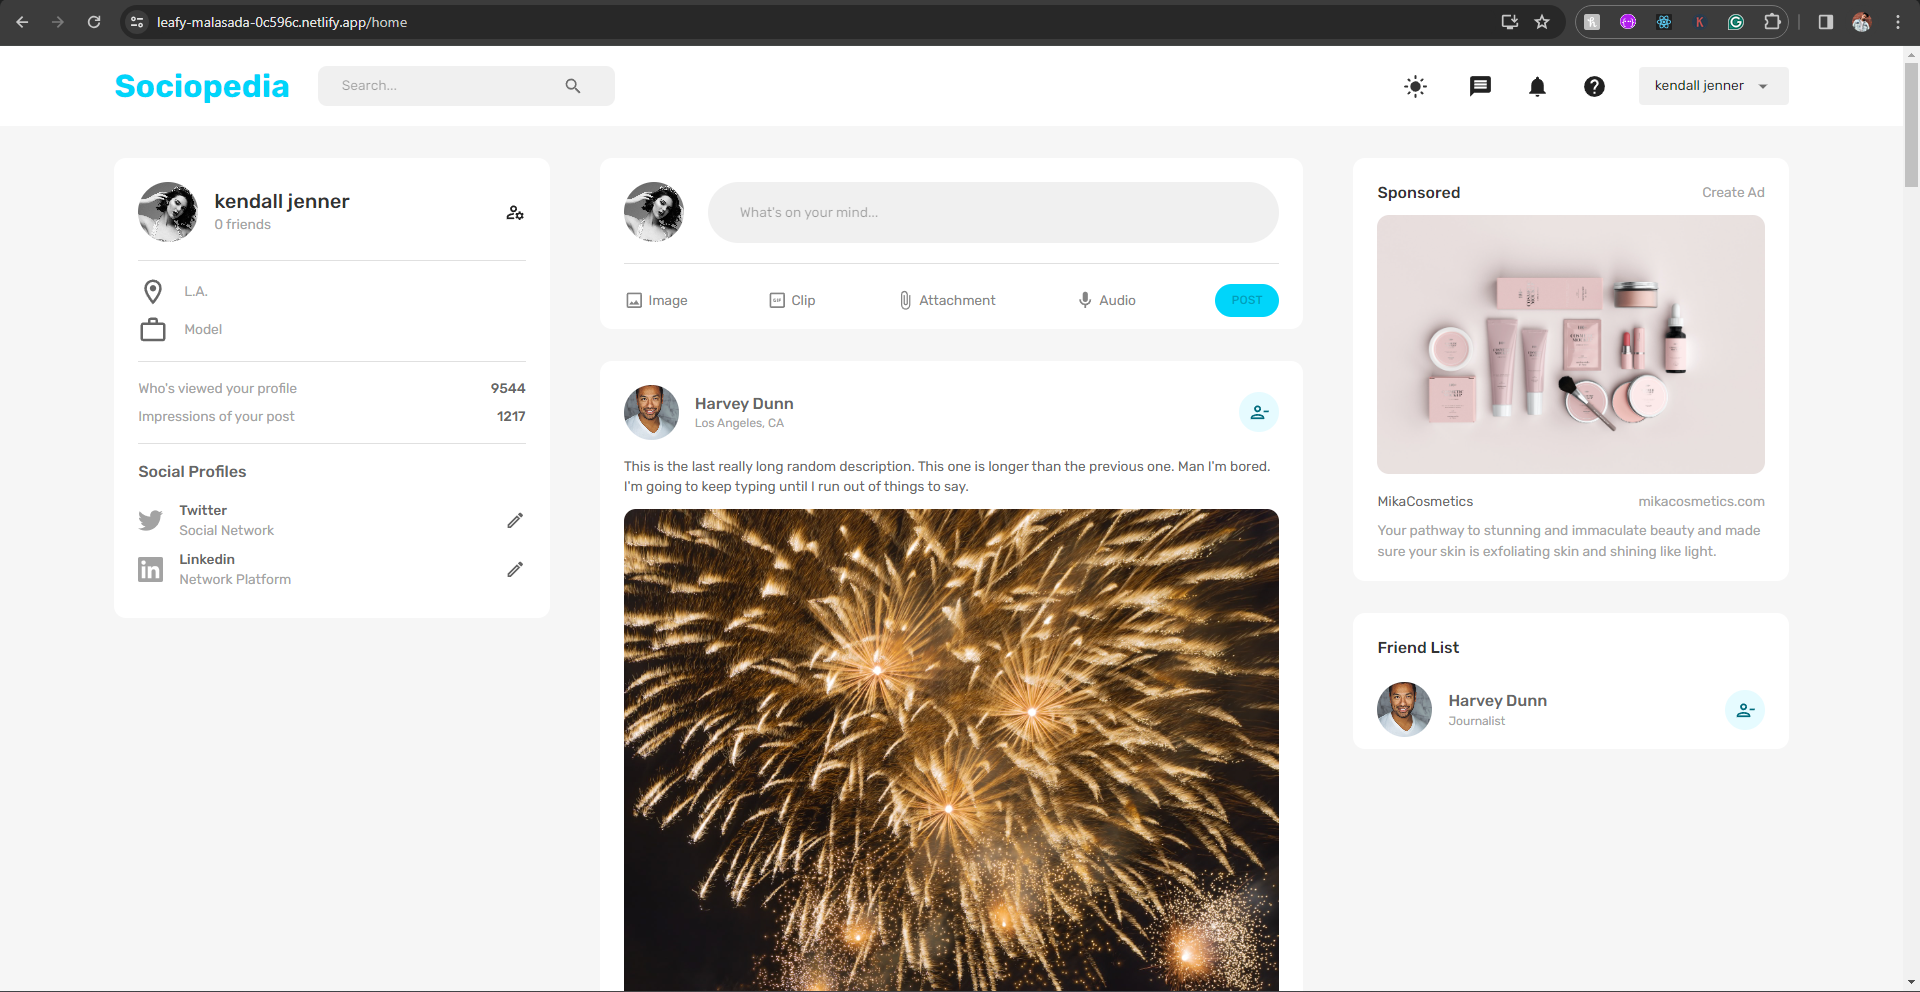 leafy-malasada-0c596c.netlify.app/home
Sociopedia
Search...
kendall jenner
kendall jenner
0 friends
L.A.
Model
Who's viewed your profile 9544
Impressions of your post 1217
Social Profiles
Twitter
Social Network
Linkedin
Network Platform
What's on your mind...
Image
Clip
Attachment
Audio
POST
Harvey Dunn
Los Angeles, CA
This is the last really long random description. This one is longer than the previous one. Man I'm bored.
I'm going to keep typing until I run out of things to say.
Sponsored
Create Ad
MikaCosmetics
mikacosmetics.com
Your pathway to stunning and immaculate beauty and made
sure your skin is exfoliating skin and shining like light.
Friend List
Harvey Dunn
Journalist